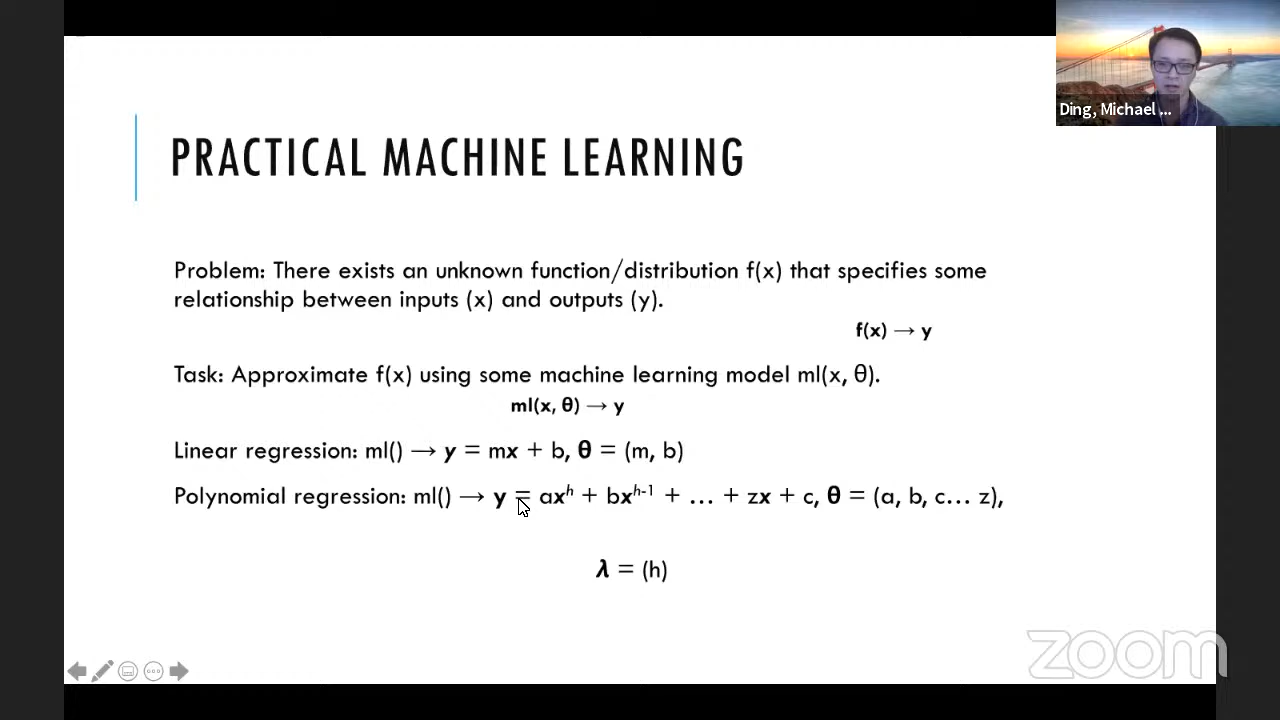 Ding, Michael ...
PRACTICAL MACHINE LEARNING
Problem: There exists an unknown function/distribution f(x) that specifies some
relationship between inputs (x) and outputs (y).
f(x) → y
Task: Approximate f(x) using some machine learning model ml(x, θ).
ml(x, θ) → y
Linear regression: ml() → y = mx + b, θ = (m, b)
Polynomial regression: ml() → y = axʰ + bxʰ⁻¹ + … + zx + c, θ = (a, b, c… z),
λ = (h)
zoom